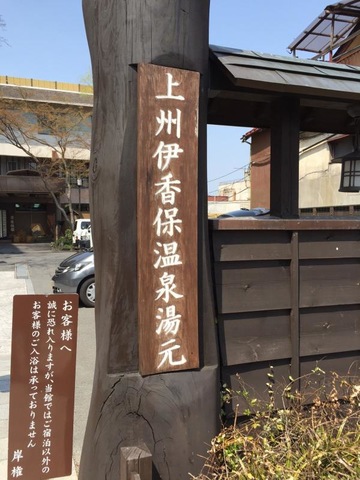 上州伊香保温泉湯元
お客様へ
誠に恐れ入りますが、当館ではご宿泊以外の
お客様のご入浴は承っておりません
岸権